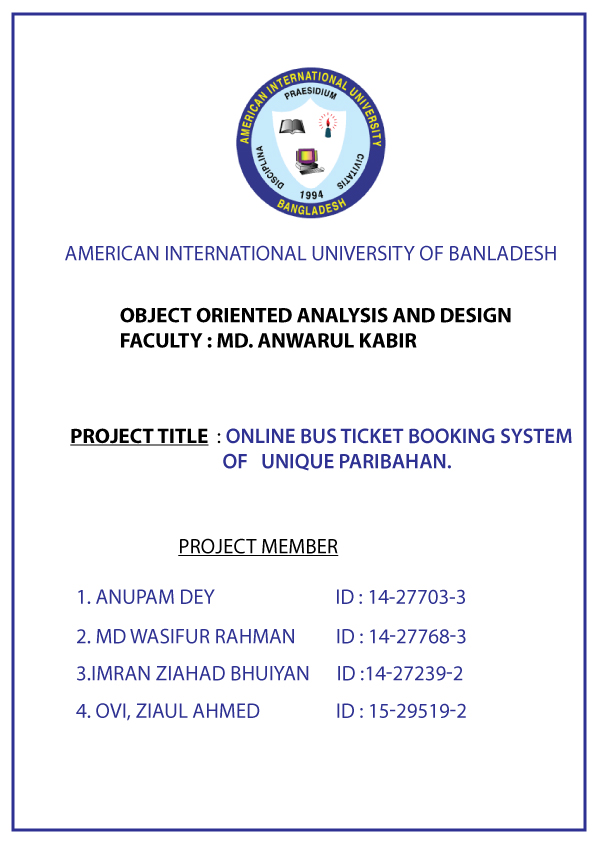 AMERICAN INTERNATIONAL UNIVERSITY
PRAESIDIUM
DISCIPLINA
CIVITATIS
1994
BANGLADESH
AMERICAN INTERNATIONAL UNIVERSITY OF BANLADESH
OBJECT ORIENTED ANALYSIS AND DESIGN
FACULTY : MD. ANWARUL KABIR
PROJECT TITLE : ONLINE BUS TICKET BOOKING SYSTEM
OF UNIQUE PARIBAHAN.
PROJECT MEMBER
1. ANUPAM DEY ID : 14-27703-3
2. MD WASIFUR RAHMAN ID : 14-27768-3
3.IMRAN ZIAHAD BHUIYAN ID :14-27239-2
4. OVI, ZIAUL AHMED ID : 15-29519-2